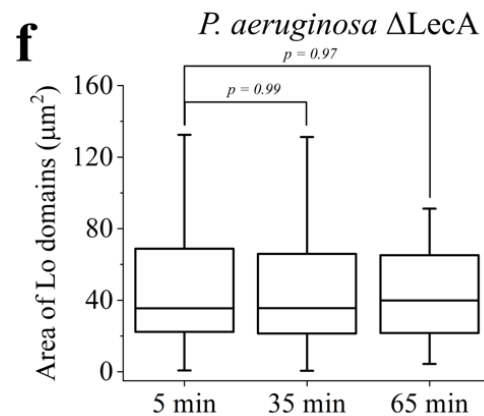 f
P. aeruginosa ΔLecA
p = 0.97
p = 0.99
Area of Lo domains (μm²)
160
120
80
40
0
5 min 35 min 65 min